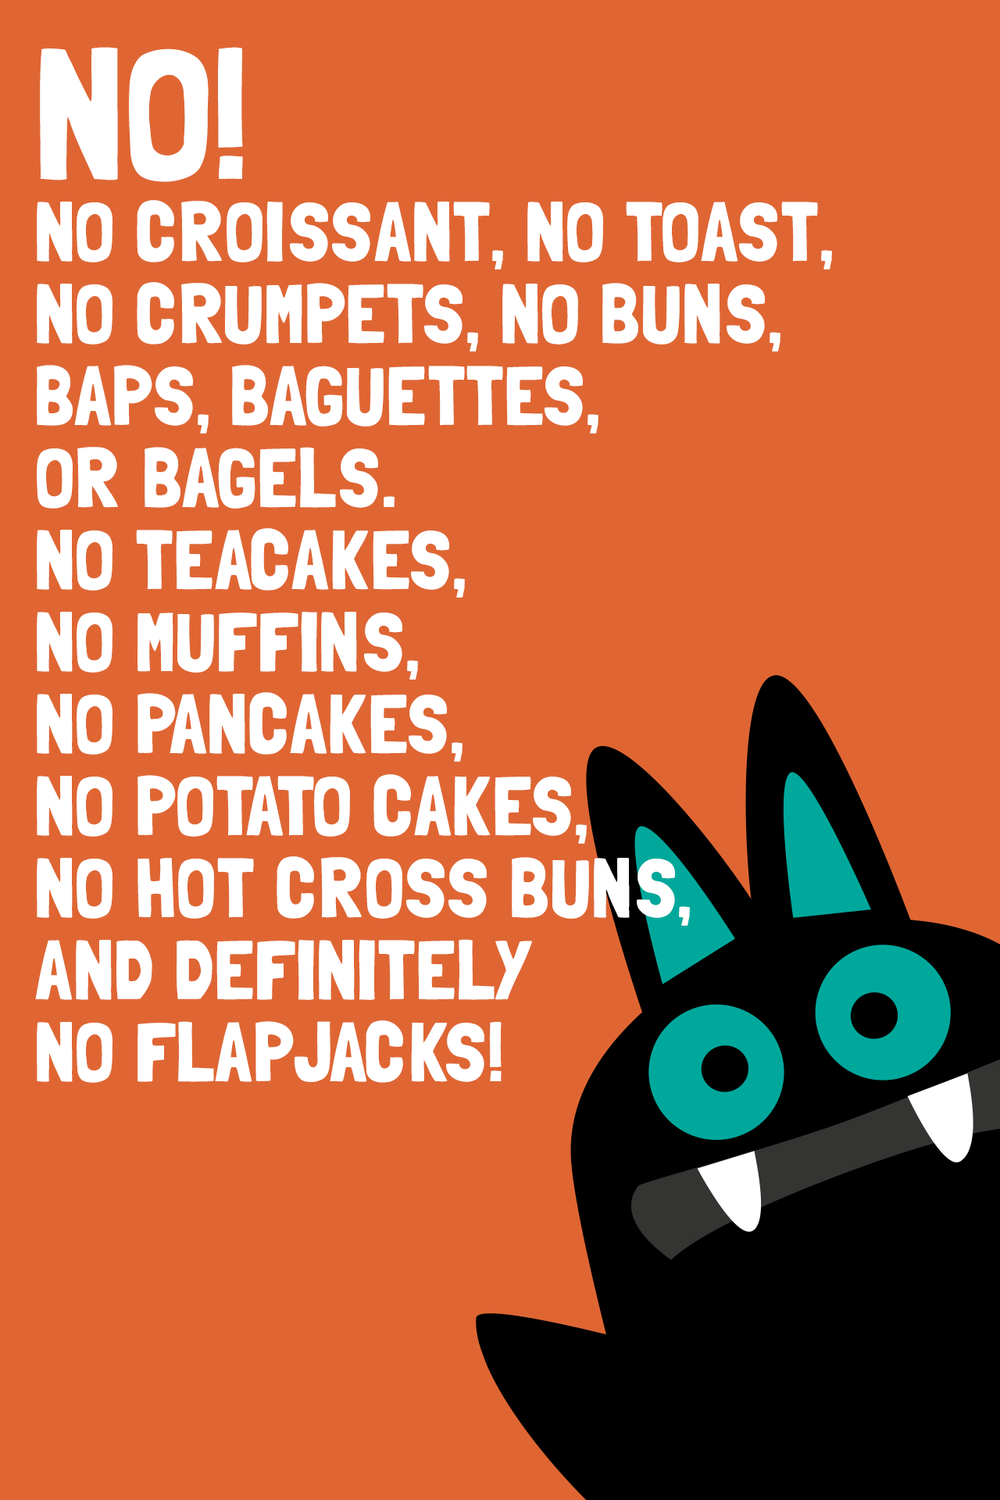 NO!
NO CROISSANT, NO TOAST,
NO CRUMPETS, NO BUNS,
BAPS, BAGUETTES,
OR BAGELS.
NO TEACAKES,
NO MUFFINS,
NO PANCAKES,
NO POTATO CAKES,
NO HOT CROSS BUNS,
AND DEFINITELY
NO FLAPJACKS!